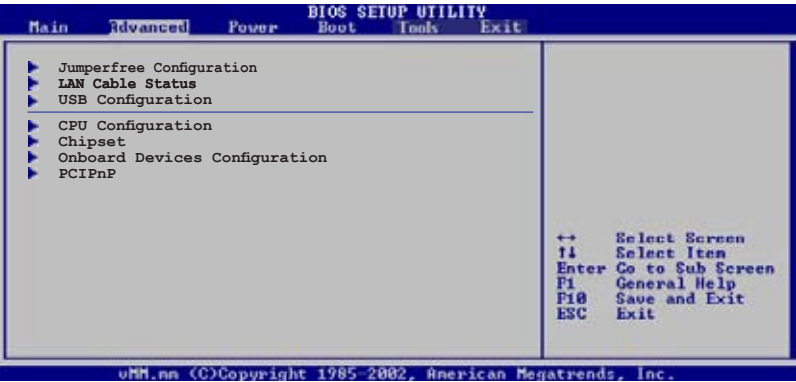 BIOS SETUP UTILITY
Main Advanced Power Boot Tools Exit
Jumperfree Configuration
LAN Cable Status
USB Configuration
CPU Configuration
Chipset
Onboard Devices Configuration
PCIPnP
←→ Select Screen
↑↓ Select Item
Enter Go to Sub Screen
F1 General Help
F10 Save and Exit
ESC Exit
vMM.mm (C)Copyright 1985-2002, American Megatrends, Inc.